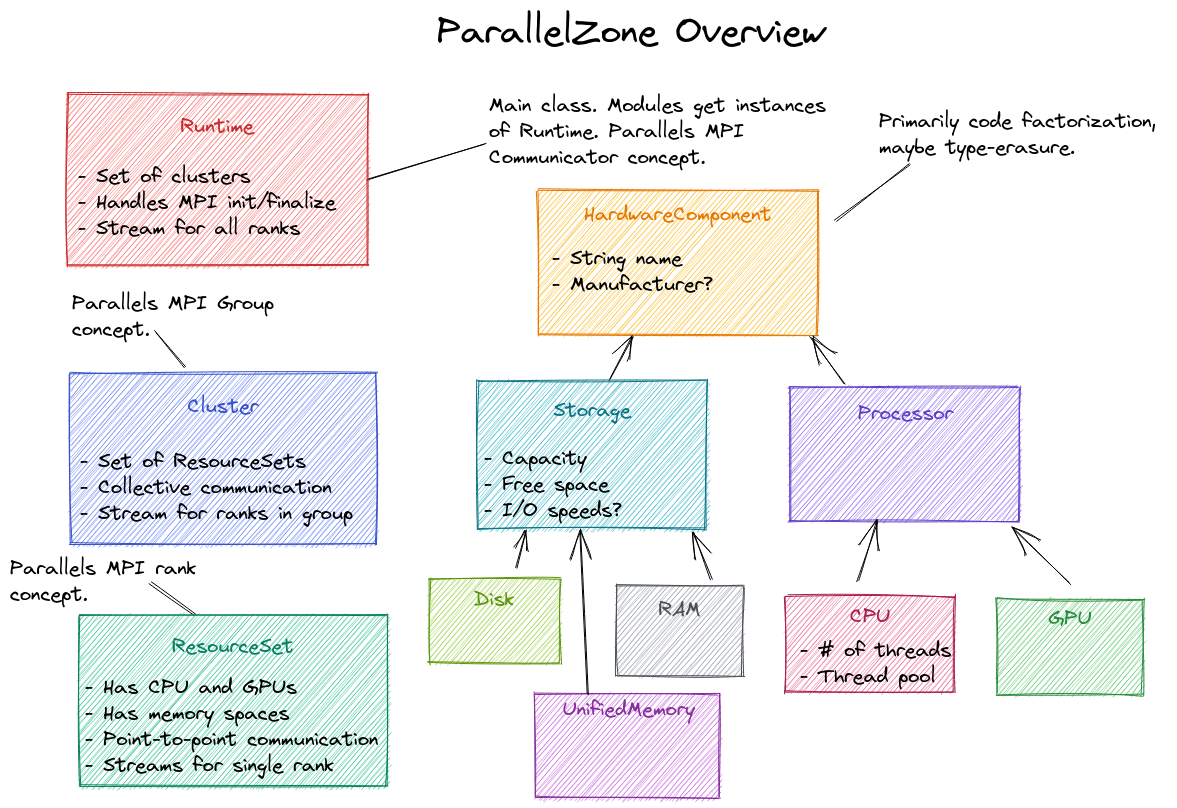 ParallelZone Overview
Runtime
- Set of clusters
- Handles MPI init/finalize
- Stream for all ranks
Main class. Modules get instances
of Runtime. Parallels MPI
Communicator concept.
Primarily code factorization,
maybe type-erasure.
HardwareComponent
- String name
- Manufacturer?
Parallels MPI Group
concept.
Cluster
- Set of ResourceSets
- Collective communication
- Stream for ranks in group
Storage
- Capacity
- Free space
- I/O speeds?
Processor
Parallels MPI rank
concept.
ResourceSet
- Has CPU and GPUs
- Has memory spaces
- Point-to-point communication
- Streams for single rank
Disk
RAM
UnifiedMemory
CPU
- # of threads
- Thread pool
GPU